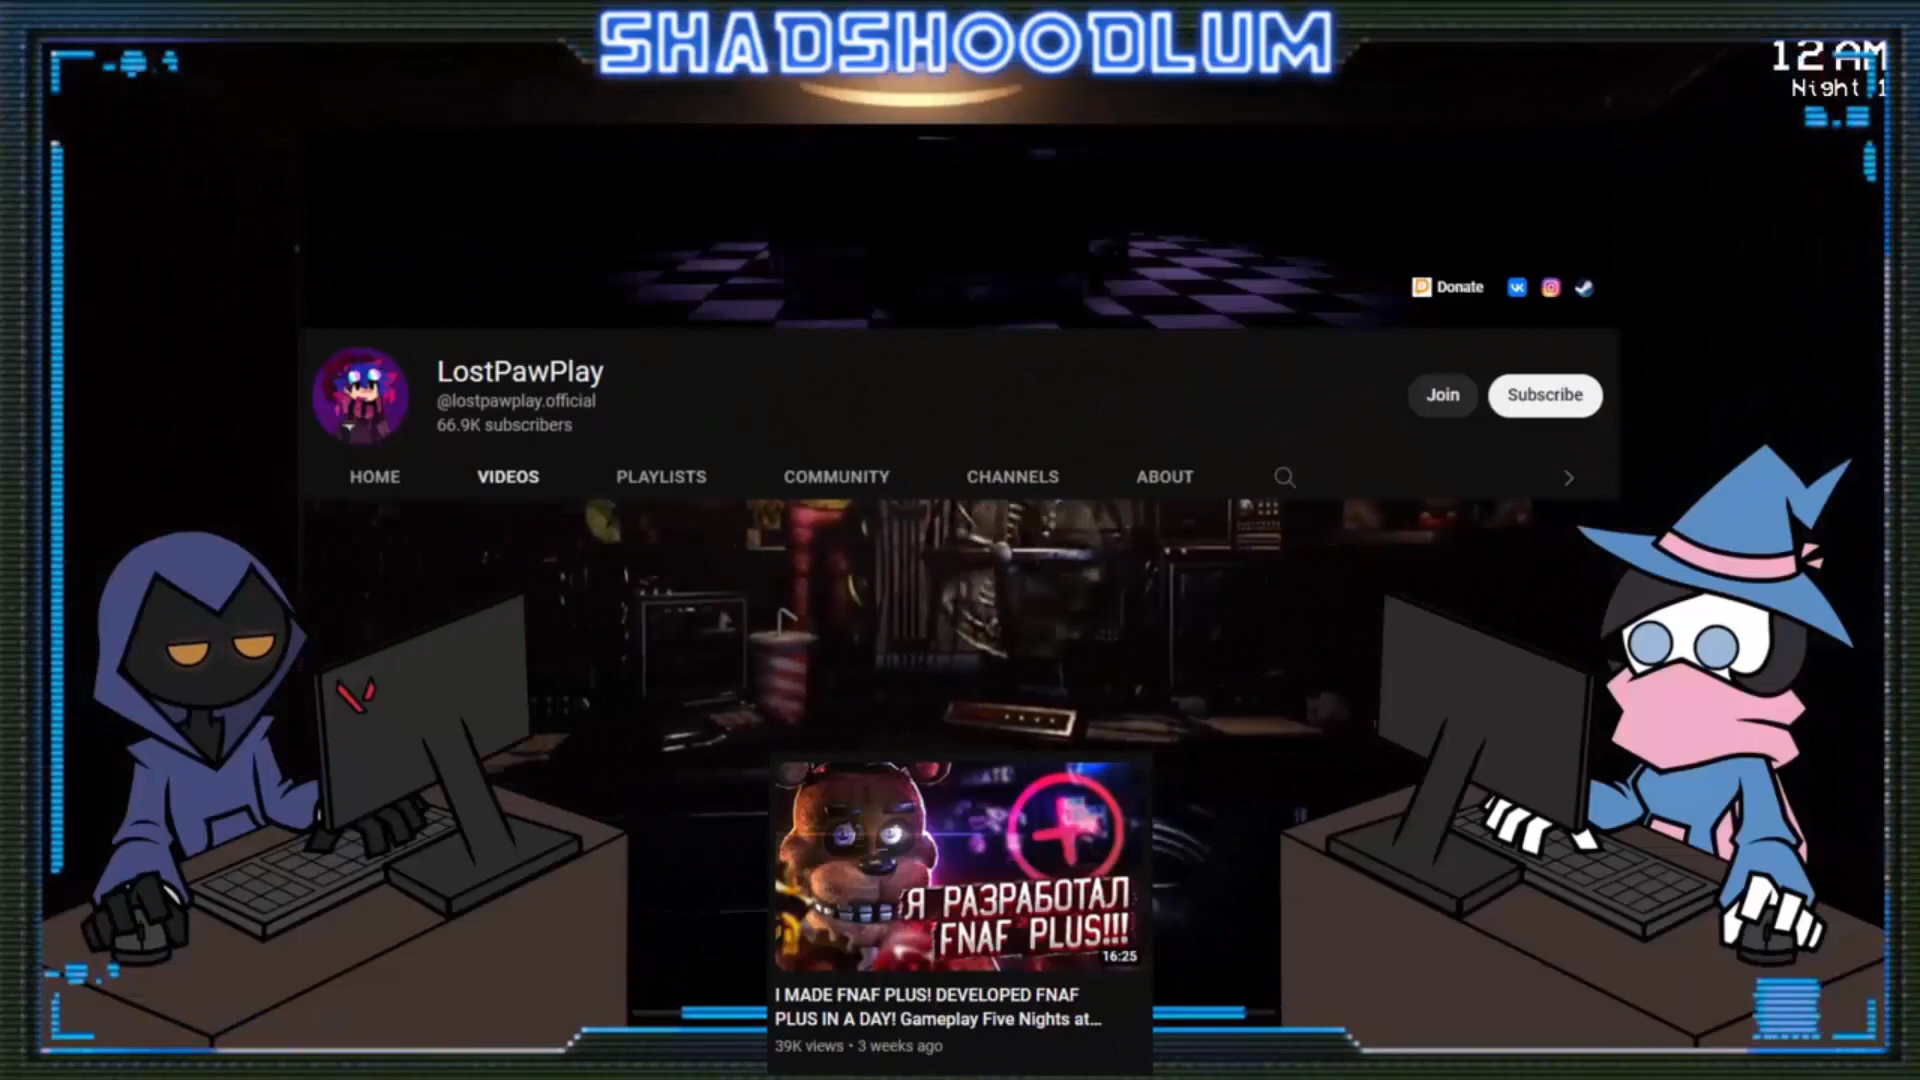 SHADSHOODLUM
12 AM
Night 1
Donate
LostPawPlay
@lostpawplay.official
66.9K subscribers
Join
Subscribe
HOME
VIDEOS
PLAYLISTS
COMMUNITY
CHANNELS
ABOUT
Я РАЗРАБОТАЛ
FNAF PLUS!!!
16:25
I MADE FNAF PLUS! DEVELOPED FNAF
PLUS IN A DAY! Gameplay Five Nights at...
39K views • 3 weeks ago